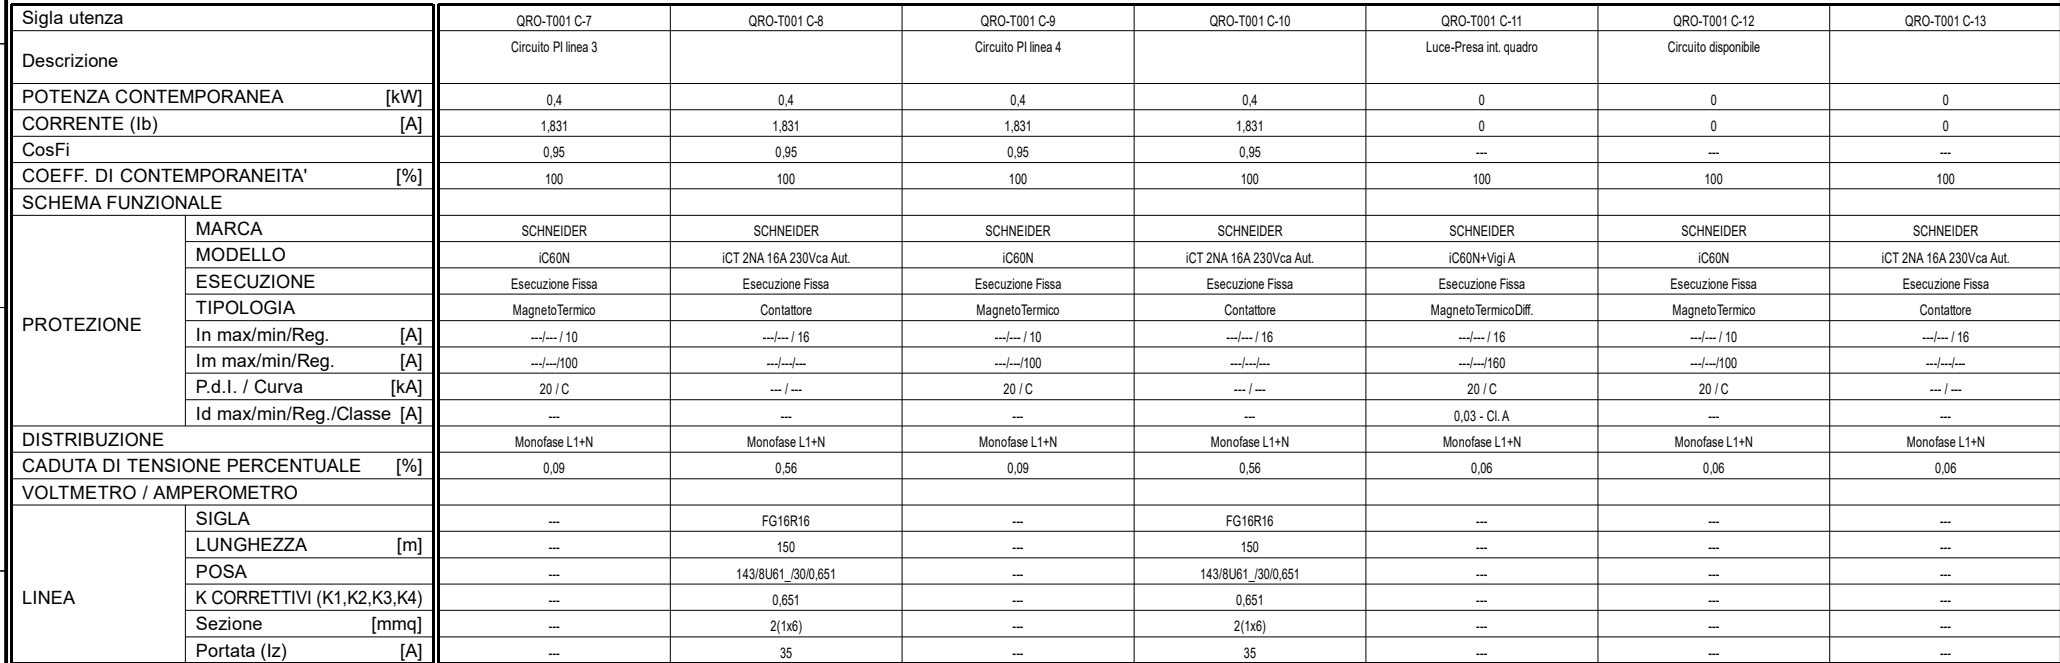 Sigla utenza QRO-T001 C-7 QRO-T001 C-8 QRO-T001 C-9 QRO-T001 C-10 QRO-T001 C-11 QRO-T001 C-12 QRO-T001 C-13
Descrizione Circuito PI linea 3 Circuito PI linea 4 Luce-Presa int. quadro Circuito disponibile
POTENZA CONTEMPORANEA [kW] 0,4 0,4 0,4 0,4 0 0 0
CORRENTE (Ib) [A] 1,831 1,831 1,831 1,831 0 0 0
CosFi 0,95 0,95 0,95 0,95 --- --- ---
COEFF. DI CONTEMPORANEITA' [%] 100 100 100 100 100 100 100
SCHEMA FUNZIONALE
PROTEZIONE
MARCA SCHNEIDER SCHNEIDER SCHNEIDER SCHNEIDER SCHNEIDER SCHNEIDER SCHNEIDER
MODELLO iC60N iCT 2NA 16A 230Vca Aut. iC60N iCT 2NA 16A 230Vca Aut. iC60N+Vigi A iC60N iCT 2NA 16A 230Vca Aut.
ESECUZIONE Esecuzione Fissa Esecuzione Fissa Esecuzione Fissa Esecuzione Fissa Esecuzione Fissa Esecuzione Fissa Esecuzione Fissa
TIPOLOGIA MagnetoTermico Contattore MagnetoTermico Contattore MagnetoTermicoDiff. MagnetoTermico Contattore
In max/min/Reg. [A] ---/--- / 10 ---/--- / 16 ---/--- / 10 ---/--- / 16 ---/--- / 16 ---/--- / 10 ---/--- / 16
Im max/min/Reg. [A] ---/---/100 ---/---/--- ---/---/100 ---/---/--- ---/---/160 ---/---/100 ---/---/---
P.d.I. / Curva [kA] 20 / C --- / --- 20 / C --- / --- 20 / C 20 / C --- / ---
Id max/min/Reg./Classe [A] --- --- --- --- 0,03 - Cl. A --- ---
DISTRIBUZIONE Monofase L1+N Monofase L1+N Monofase L1+N Monofase L1+N Monofase L1+N Monofase L1+N Monofase L1+N
CADUTA DI TENSIONE PERCENTUALE [%] 0,09 0,56 0,09 0,56 0,06 0,06 0,06
VOLTMETRO / AMPEROMETRO
LINEA
SIGLA --- FG16R16 --- FG16R16 --- --- ---
LUNGHEZZA [m] --- 150 --- 150 --- --- ---
POSA --- 143/8U61_/30/0,651 --- 143/8U61_/30/0,651 --- --- ---
K CORRETTIVI (K1,K2,K3,K4) --- 0,651 --- 0,651 --- --- ---
Sezione [mmq] --- 2(1x6) --- 2(1x6) --- --- ---
Portata (Iz) [A] --- 35 --- 35 --- --- ---